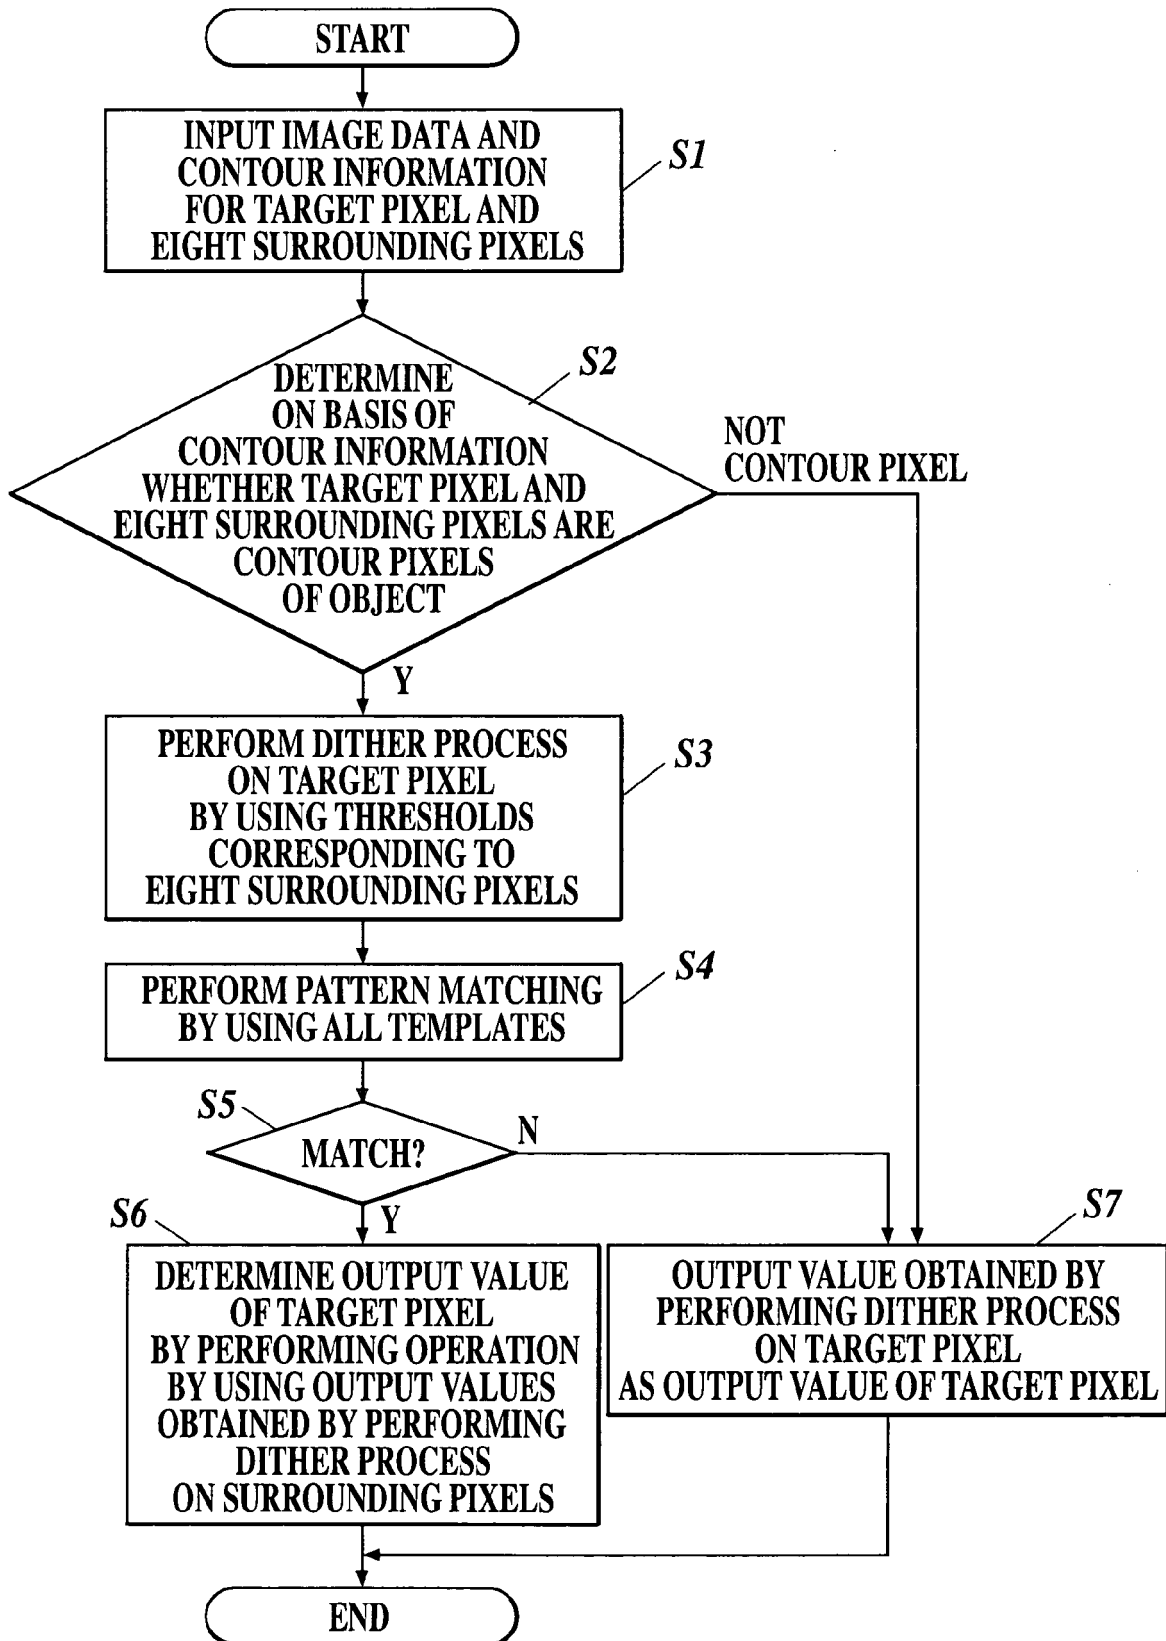 START
INPUT IMAGE DATA AND
CONTOUR INFORMATION
FOR TARGET PIXEL AND
EIGHT SURROUNDING PIXELS
S1
S2
DETERMINE
ON BASIS OF
CONTOUR INFORMATION
WHETHER TARGET PIXEL AND
EIGHT SURROUNDING PIXELS ARE
CONTOUR PIXELS
OF OBJECT
NOT
CONTOUR PIXEL
Y
PERFORM DITHER PROCESS
ON TARGET PIXEL
BY USING THRESHOLDS
CORRESPONDING TO
EIGHT SURROUNDING PIXELS
S3
PERFORM PATTERN MATCHING
BY USING ALL TEMPLATES
S4
S5
MATCH?
N
Y
S6
DETERMINE OUTPUT VALUE
OF TARGET PIXEL
BY PERFORMING OPERATION
BY USING OUTPUT VALUES
OBTAINED BY PERFORMING
DITHER PROCESS
ON SURROUNDING PIXELS
S7
OUTPUT VALUE OBTAINED BY
PERFORMING DITHER PROCESS
ON TARGET PIXEL
AS OUTPUT VALUE OF TARGET PIXEL
END